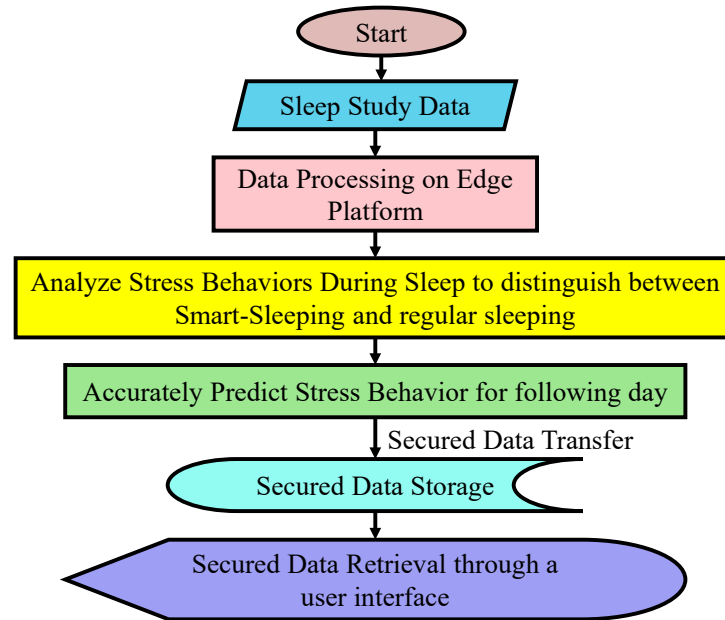 Start
Sleep Study Data
Data Processing on Edge
Platform
Analyze Stress Behaviors During Sleep to distinguish between
Smart-Sleeping and regular sleeping
Accurately Predict Stress Behavior for following day
Secured Data Transfer
Secured Data Storage
Secured Data Retrieval through a
user interface